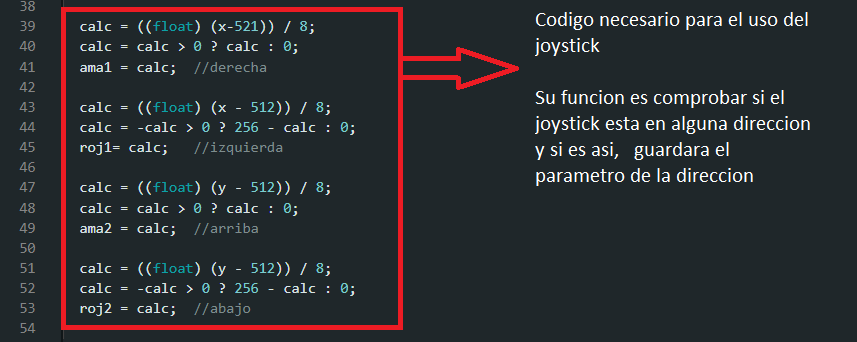 38
39 calc = ((float) (x-521)) / 8;
40 calc = calc > 0 ? calc : 0;
41 ama1 = calc;  //derecha
42
43 calc = ((float) (x - 512)) / 8;
44 calc = -calc > 0 ? 256 - calc : 0;
45 roj1= calc;   //izquierda
46
47 calc = ((float) (y - 512)) / 8;
48 calc = calc > 0 ? calc : 0;
49 ama2 = calc;  //arriba
50
51 calc = ((float) (y - 512)) / 8;
52 calc = -calc > 0 ? 256 - calc : 0;
53 roj2 = calc;  //abajo
54
Codigo necesario para el uso del
joystick
Su funcion es comprobar si el
joystick esta en alguna direccion
y si es asi,   guardara el
parametro de la direccion